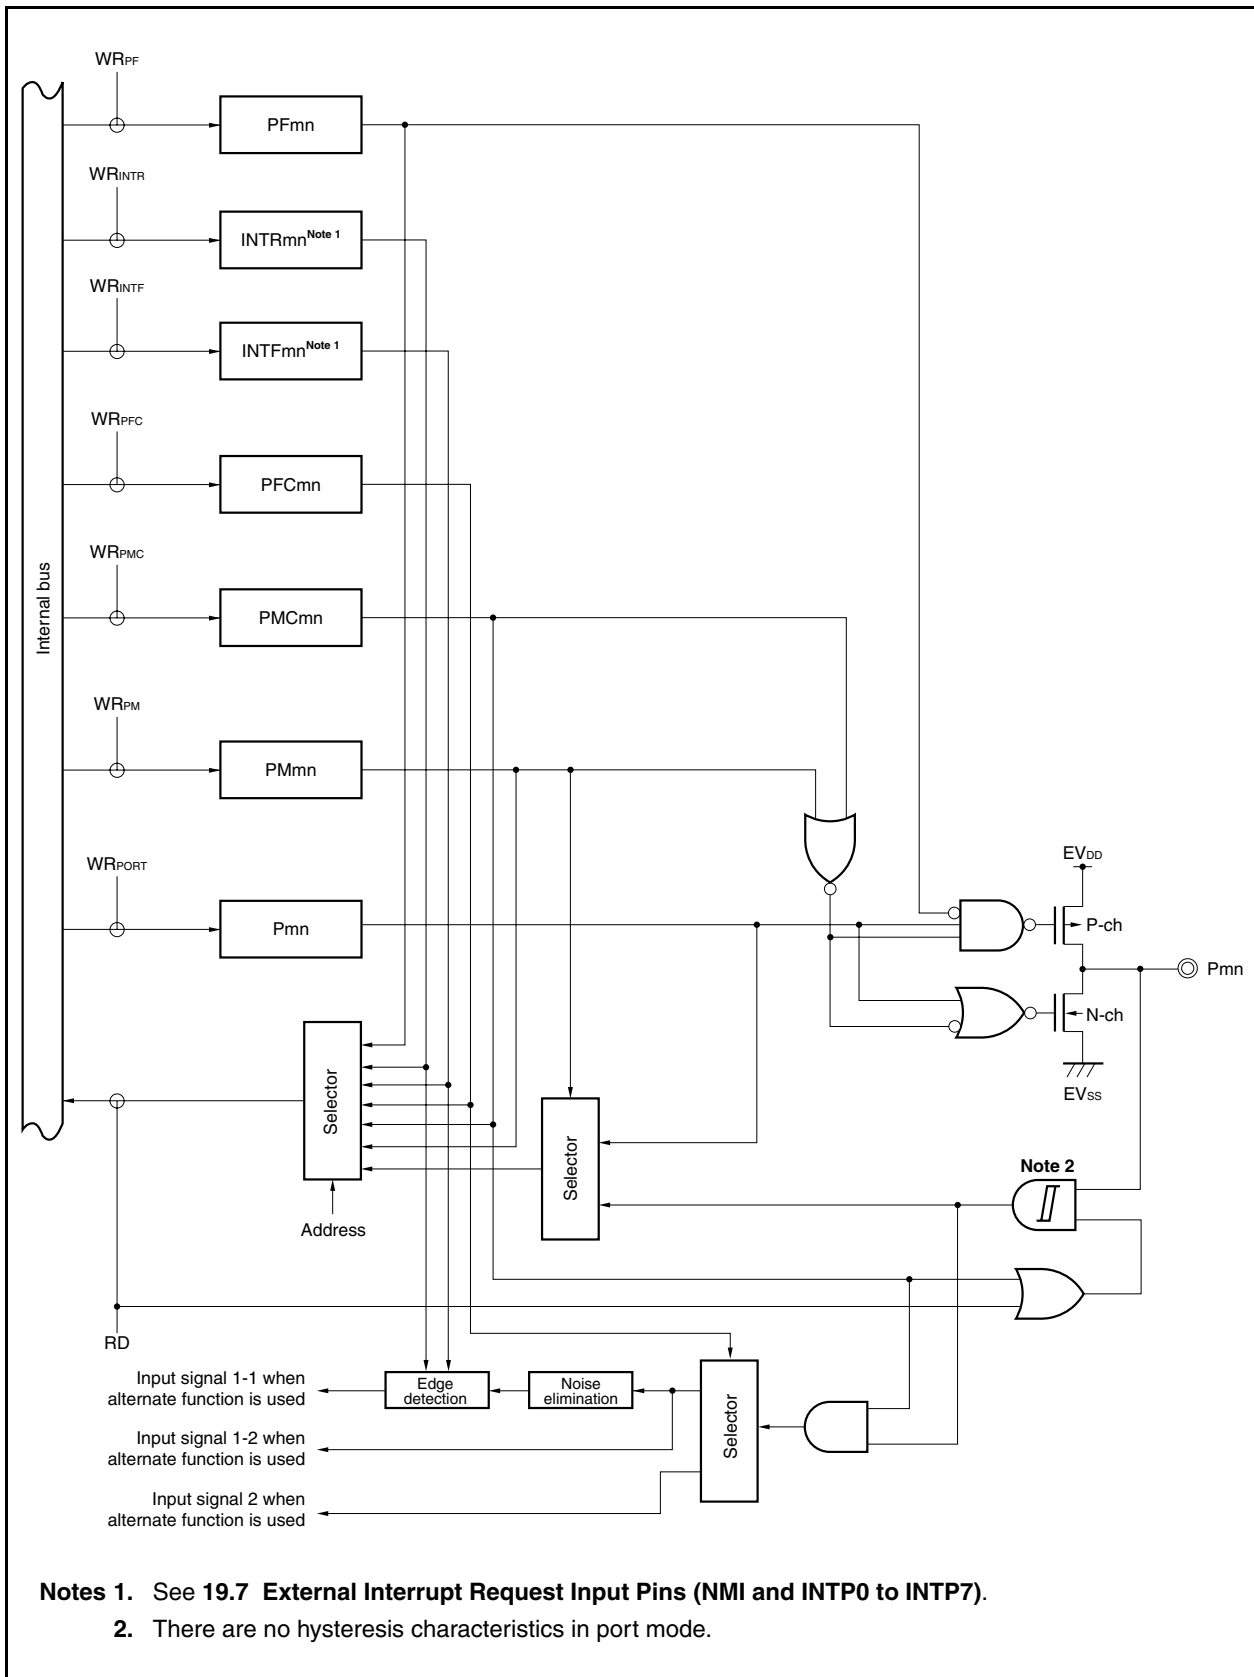 WRPF
PFmn
WRINTR
INTRmn Note 1
WRINTF
INTFmn Note 1
WRPFC
PFCmn
WRPMC
PMCmn
Internal bus
WRPM
PMmn
WRPORT
Pmn
EVDD
P-ch
Pmn
N-ch
EVSS
Selector
Selector
Note 2
Address
RD
Input signal 1-1 when
alternate function is used
Edge
detection
Noise
elimination
Selector
Input signal 1-2 when
alternate function is used
Input signal 2 when
alternate function is used
Notes 1. See 19.7 External Interrupt Request Input Pins (NMI and INTP0 to INTP7).
2. There are no hysteresis characteristics in port mode.